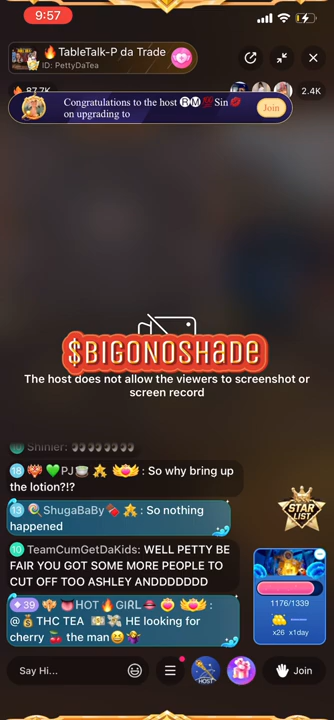 9:57
🔥TableTalk-P da Trade
ID: PettyDaTea
87.7K
2.4K
Congratulations to the host 🅡🅜💯Sin💋
on upgrading to
Join
$BIGONOSHADE
The host does not allow the viewers to screenshot or
screen record
Shinier: 👀👀👀👀👀👀👀👀
18 PJ : So why bring up
the lotion?!?
13 ShugaBaBy : So nothing
happened
10 TeamCumGetDaKids: WELL PETTY BE
FAIR YOU GOT SOME MORE PEOPLE TO
CUT OFF TOO ASHLEY ANDDDDDDD
39 HOT🔥GIRL :
@💰THC TEA 💵💸 HE looking for
cherry 🍒 the man😆🤷‍♀️
STAR
LIST
1176/1339
x26 x1day
Say Hi...
HOST
Join